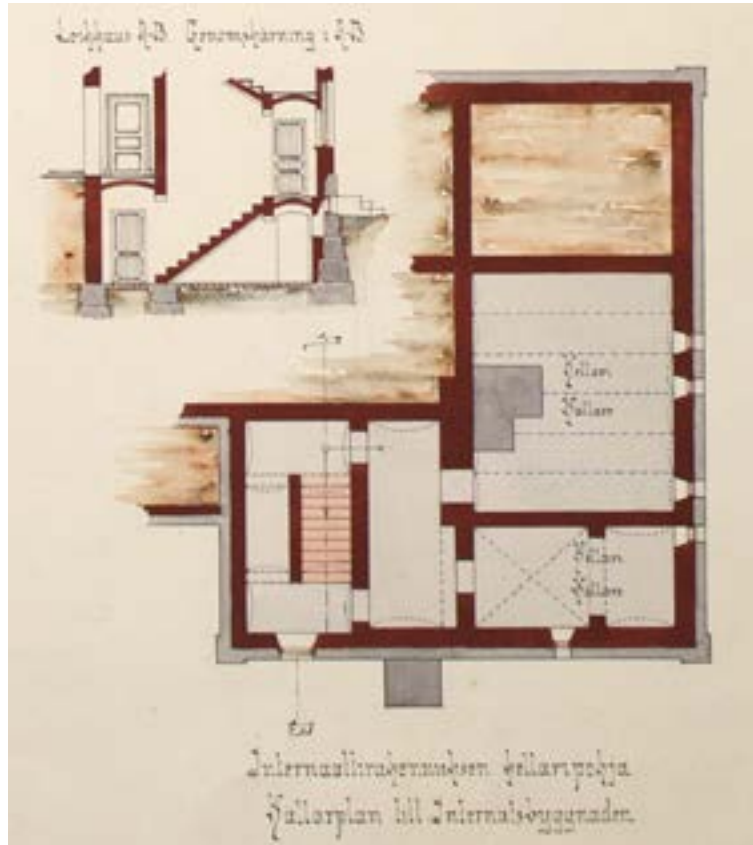 Leikkaus A-B. Genomskärning i A-B
Kellari
Källare
Kellari
Källare
Internaattirakennuksen kellaripohja
Källarplan till Internatsbyggnaden